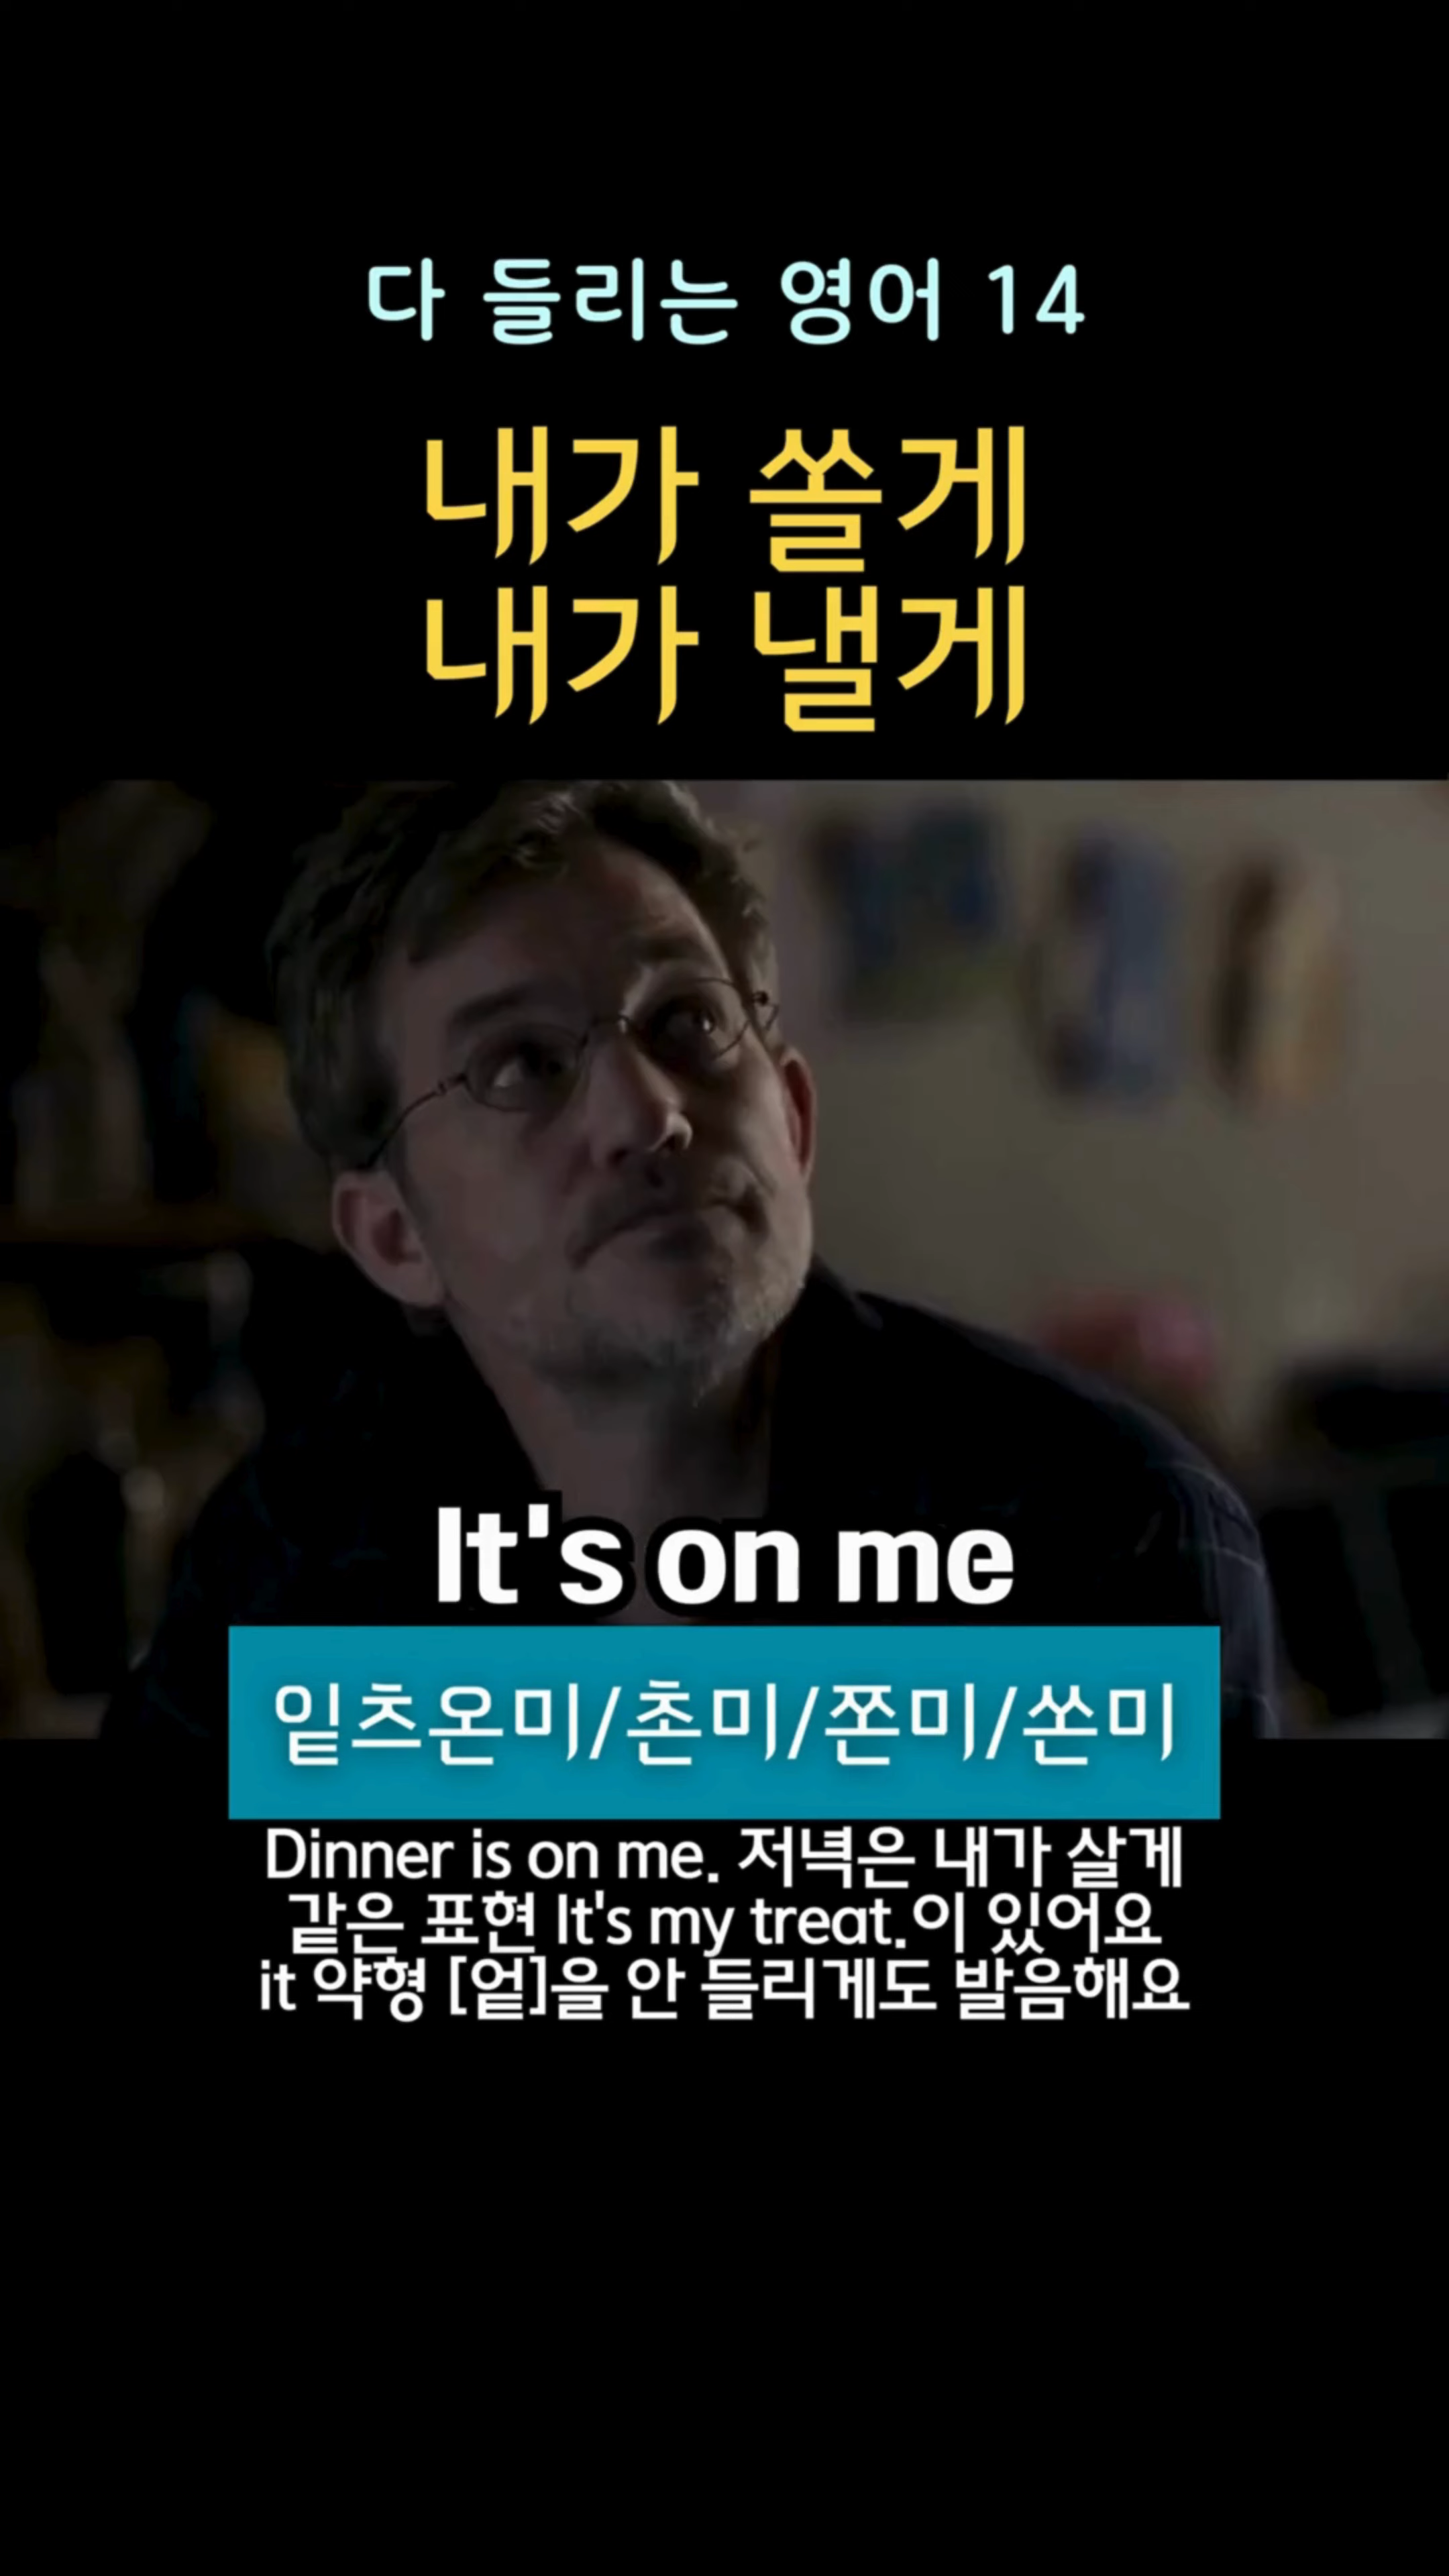 다 들리는 영어 14
내가 쏠게
내가 낼게
It's on me
잍츠온미/촌미/쫀미/쏜미
Dinner is on me. 저녁은 내가 살게
같은 표현 It's my treat.이 있어요
it 약형 [얻]을 안 들리게도 발음해요